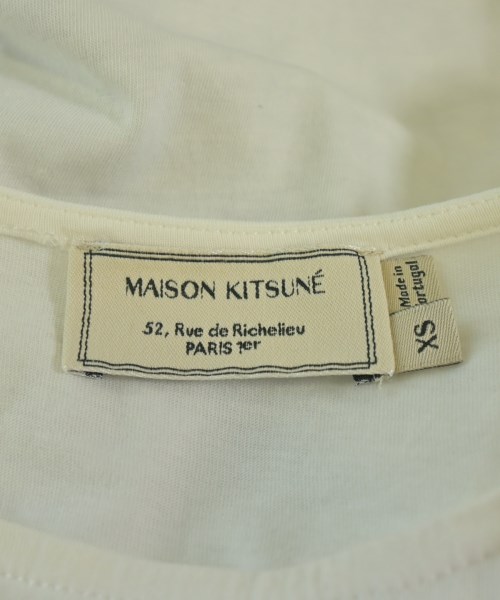 MAISON KITSUNÉ
52, Rue de Richelieu
PARIS 1er
Made in
Portugal
XS